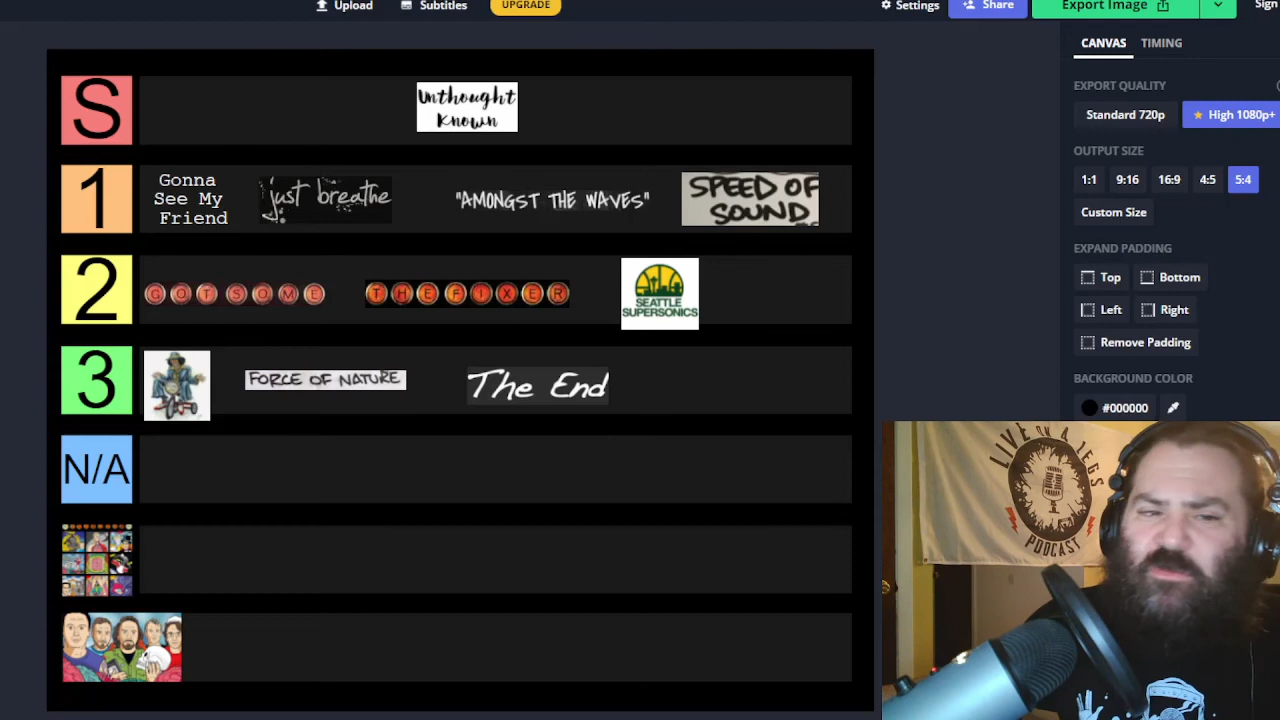 Upload
Subtitles
UPGRADE
Settings
Share
Export Image
Sign
CANVAS
TIMING
EXPORT QUALITY
Standard 720p
High 1080p+
OUTPUT SIZE
1:1
9:16
16:9
4:5
5:4
Custom Size
EXPAND PADDING
Top
Bottom
Left
Right
Remove Padding
BACKGROUND COLOR
#000000
S
Unthought
Known
1
Gonna
See My
Friend
just breathe
"AMONGST THE WAVES"
SPEED OF
SOUND
2
GOT SOME
THE FIXER
SEATTLE
SUPERSONICS
3
FORCE OF NATURE
The End
N/A
LIVE ON 4 LEGS
PODCAST